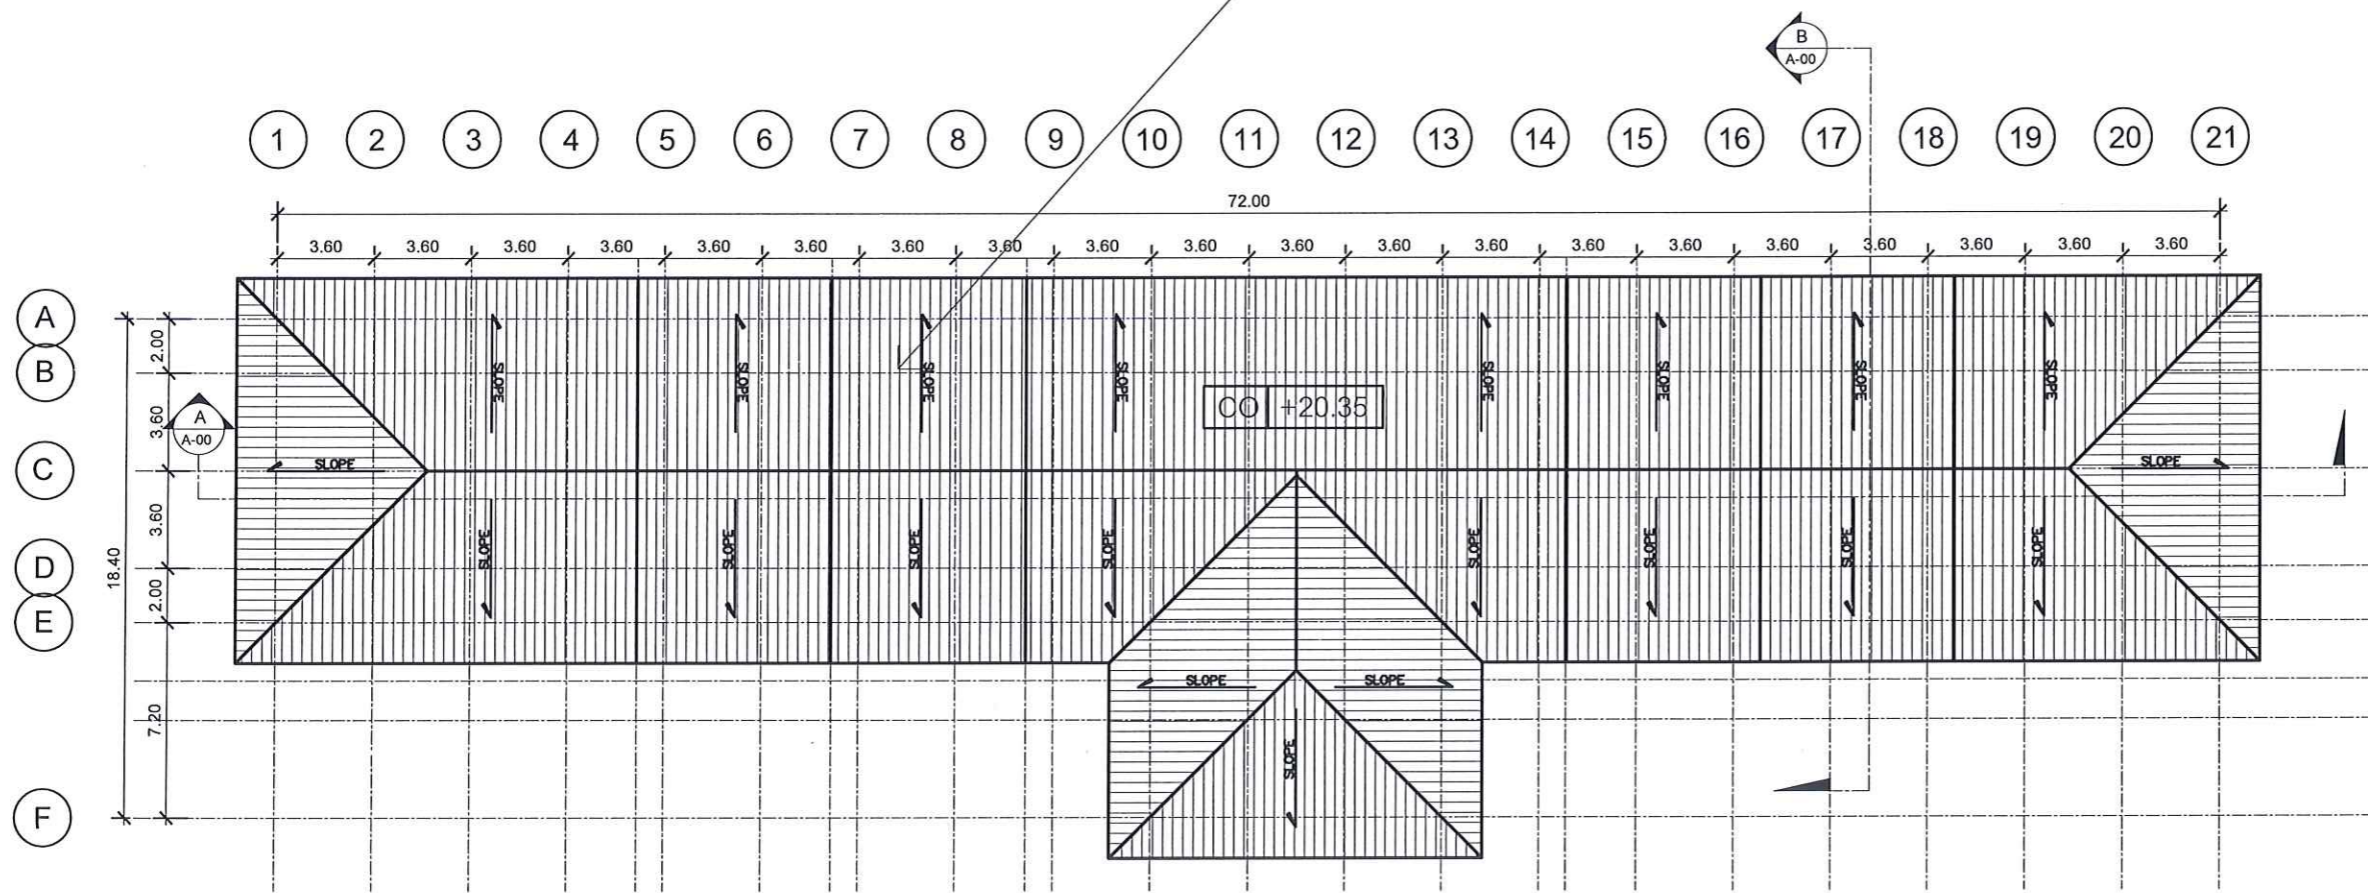 B
A-00
1 2 3 4 5 6 7 8 9 10 11 12 13 14 15 16 17 18 19 20 21
72.00
3.60 3.60 3.60 3.60 3.60 3.60 3.60 3.60 3.60 3.60 3.60 3.60 3.60 3.60 3.60 3.60 3.60 3.60 3.60 3.60
A
2.00
B
SLOPE SLOPE SLOPE SLOPE SLOPE SLOPE SLOPE SLOPE
CO +20.35
3.60
A
A-00
C
SLOPE SLOPE
3.60
18.40
D
SLOPE SLOPE SLOPE SLOPE SLOPE SLOPE SLOPE SLOPE
2.00
E
SLOPE SLOPE
7.20
SLOPE
F